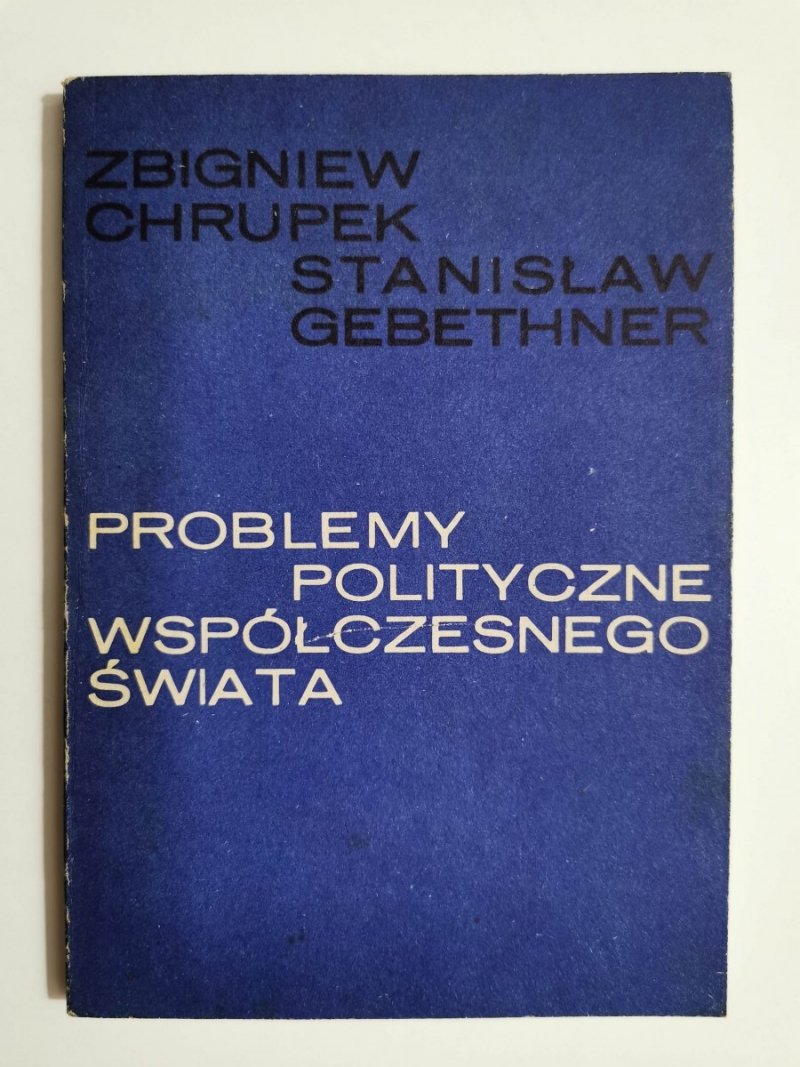 ZBIGNIEW
CHRUPEK
STANISŁAW
GEBETHNER
PROBLEMY
POLITYCZNE
WSPÓŁCZESNEGO
ŚWIATA